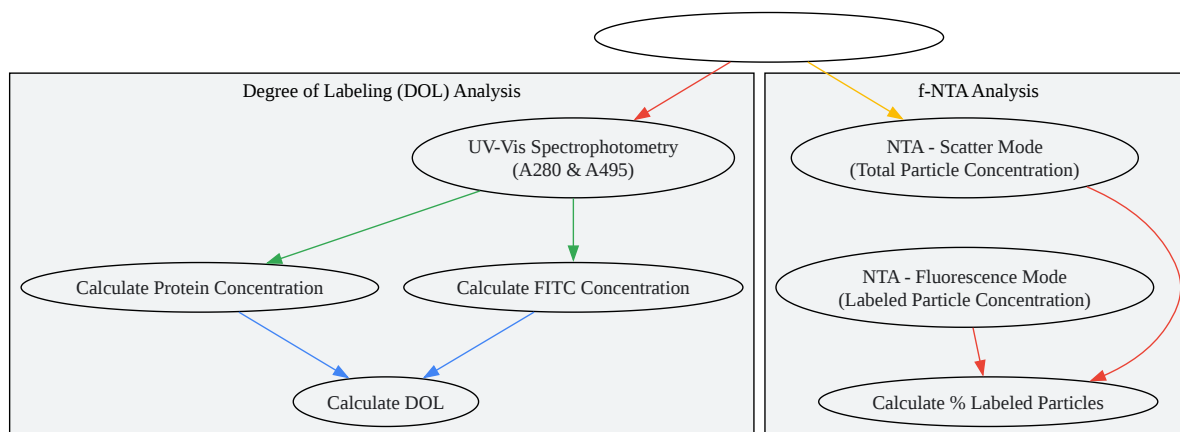 Degree of Labeling (DOL) Analysis
UV-Vis Spectrophotometry
(A280 & A495)
Calculate Protein Concentration
Calculate FITC Concentration
Calculate DOL
f-NTA Analysis
NTA - Scatter Mode
(Total Particle Concentration)
NTA - Fluorescence Mode
(Labeled Particle Concentration)
Calculate % Labeled Particles